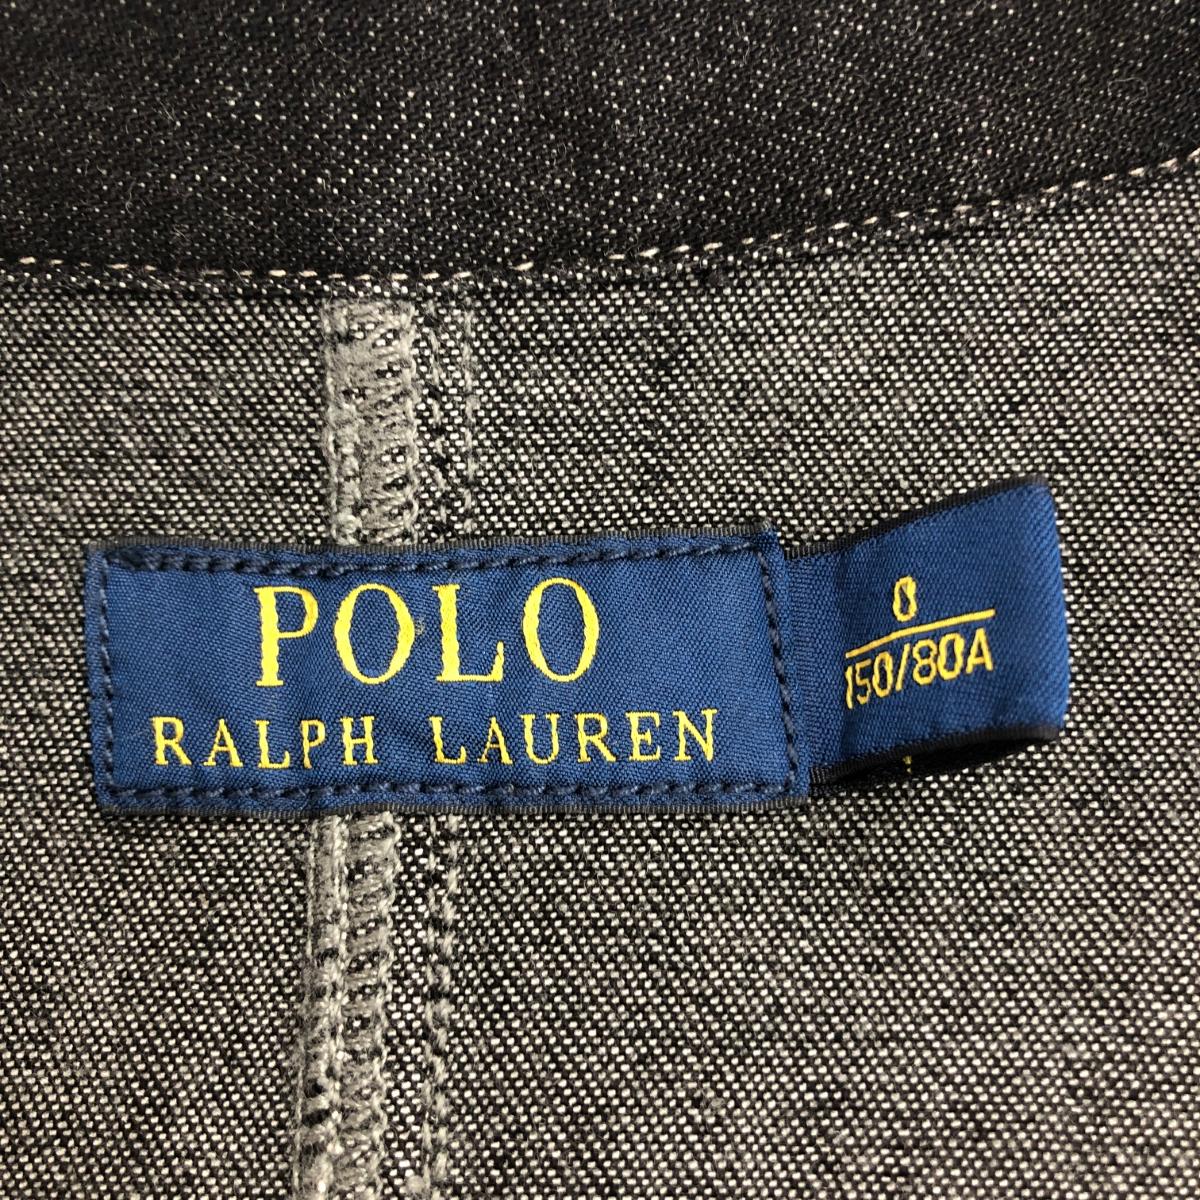 POLO
RALPH LAUREN
0
150/80A